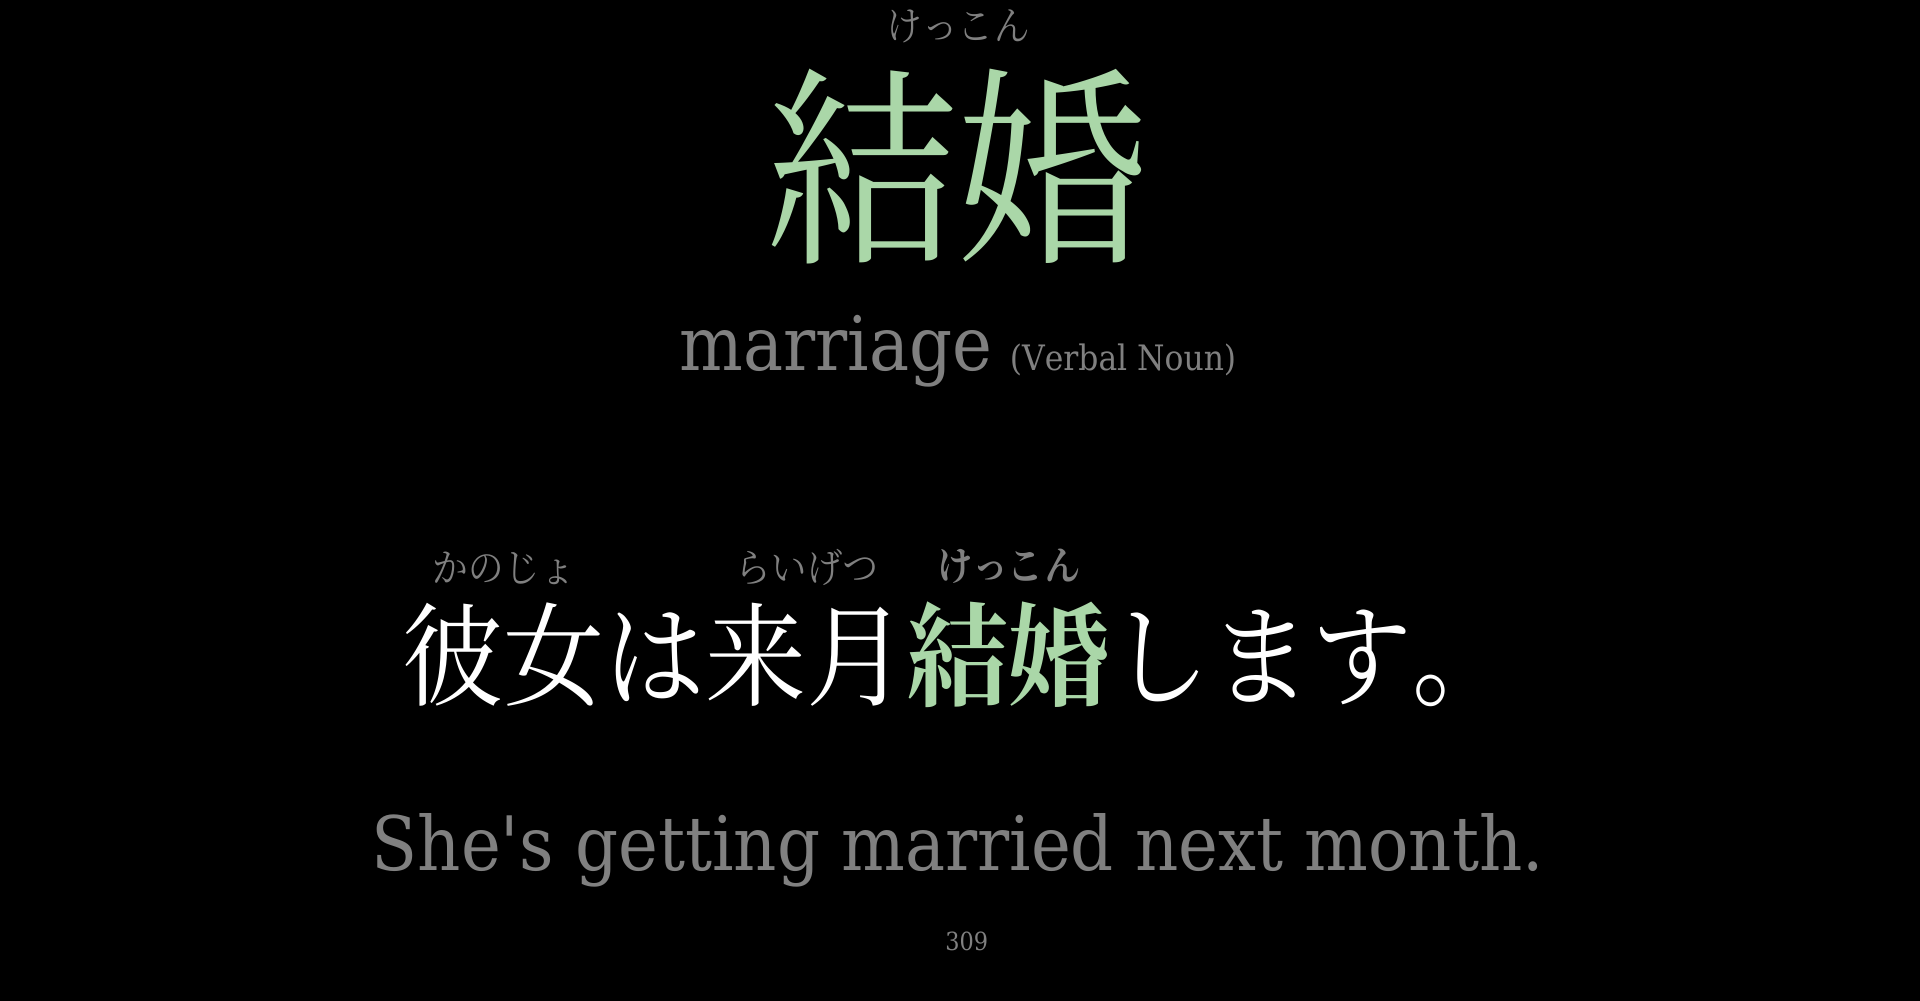 けっこん
結婚
marriage (Verbal Noun)
かのじょ らいげつ けっこん
彼女は来月結婚します。
She's getting married next month.
309